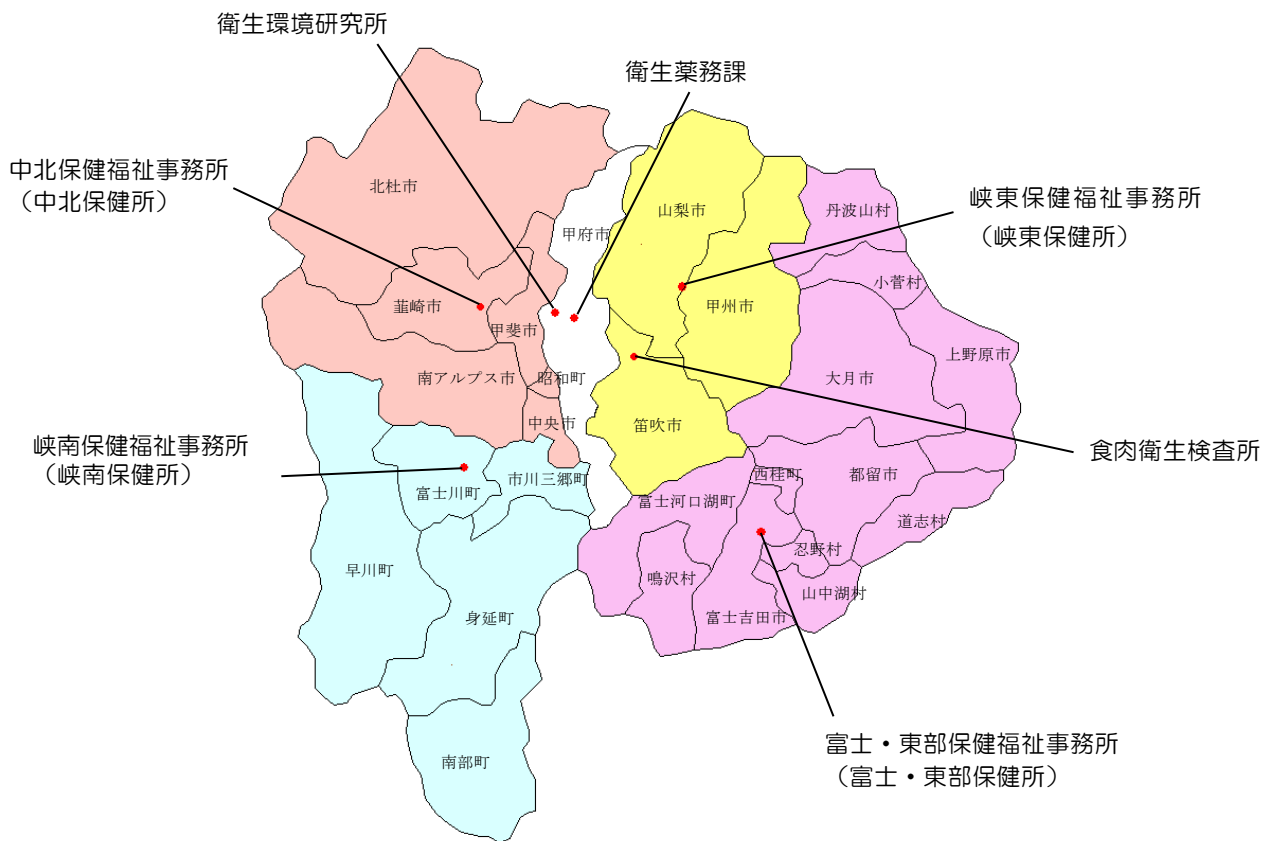 衛生環境研究所
衛生薬務課
中北保健福祉事務所
（中北保健所）
峡東保健福祉事務所
（峡東保健所）
北杜市
山梨市
丹波山村
甲府市
小菅村
韮崎市
甲州市
甲斐市
上野原市
南アルプス市
昭和町
大月市
中央市
笛吹市
峡南保健福祉事務所
（峡南保健所）
食肉衛生検査所
市川三郷町
西桂町
都留市
富士川町
富士河口湖町
道志村
忍野村
早川町
鳴沢村
山中湖村
身延町
富士吉田市
富士・東部保健福祉事務所
（富士・東部保健所）
南部町